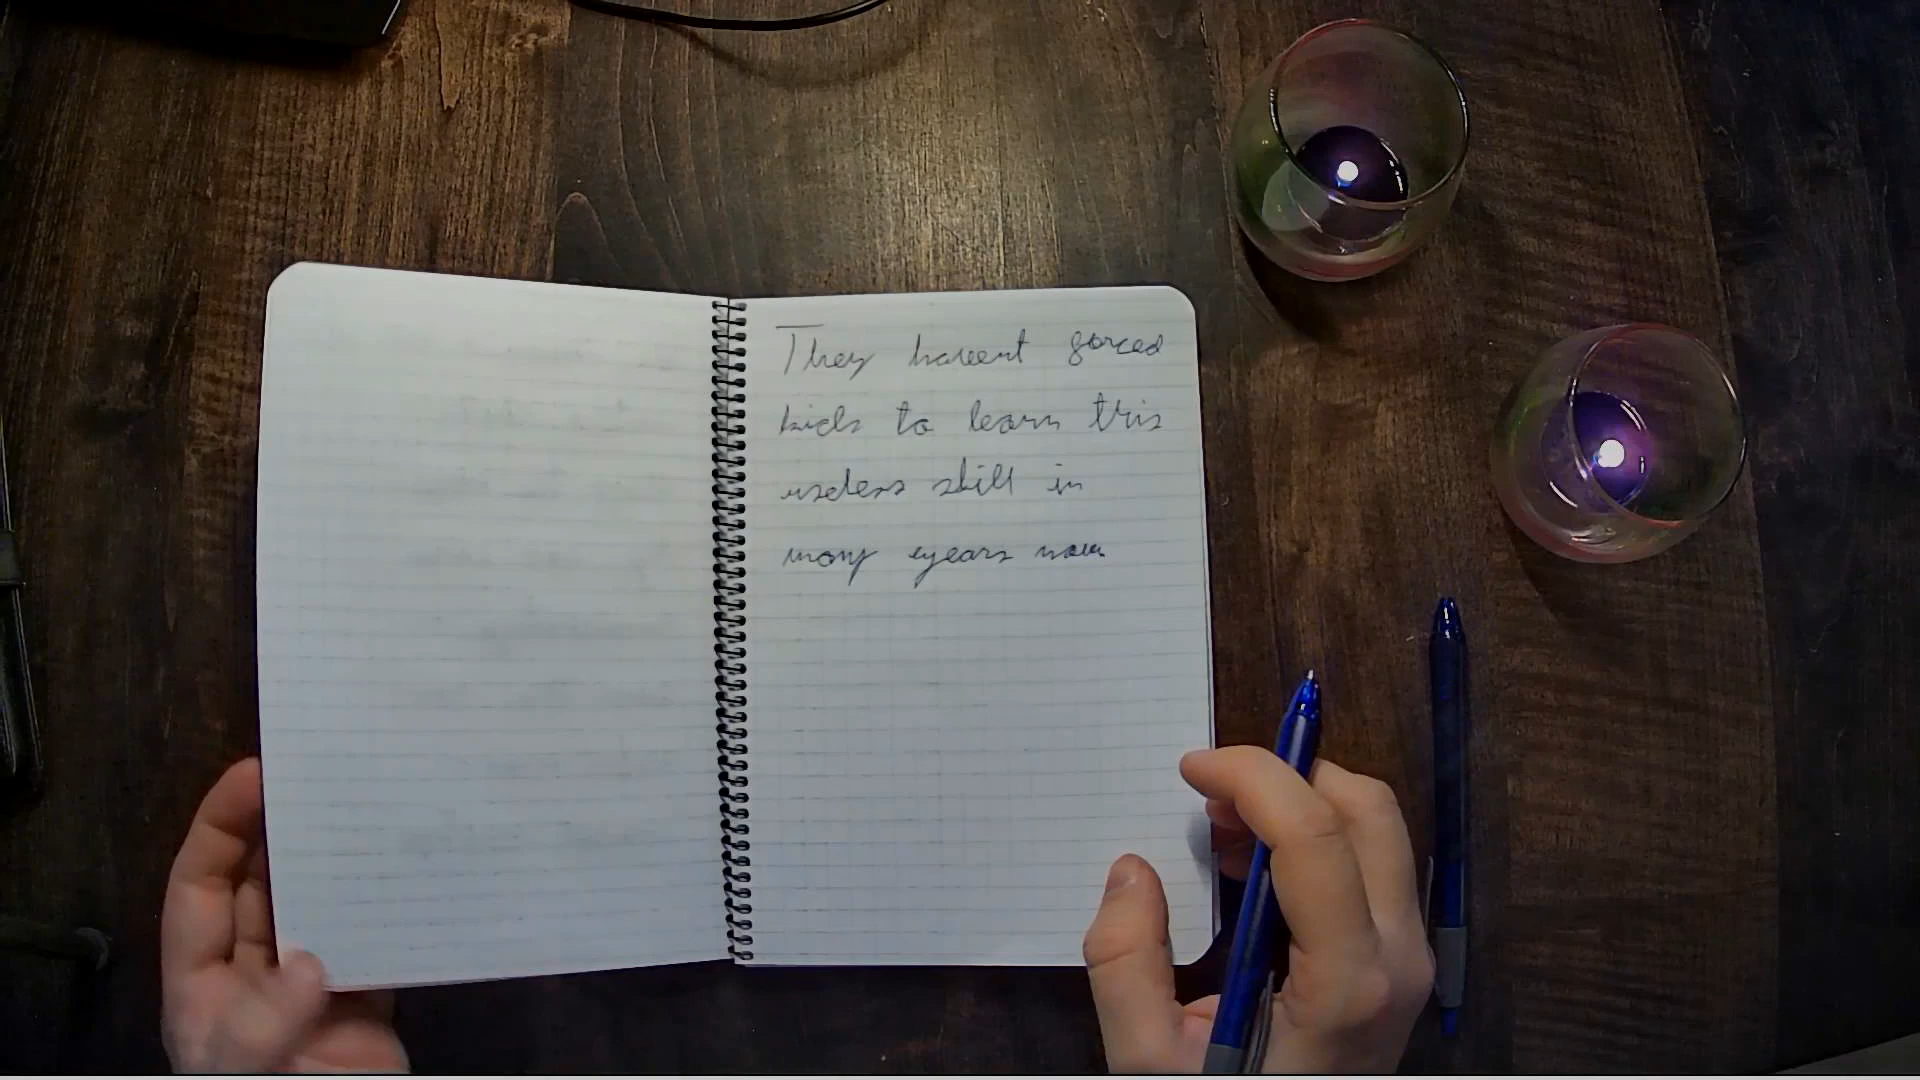 They havent forced
kids to learn this
useless skill in
many years now